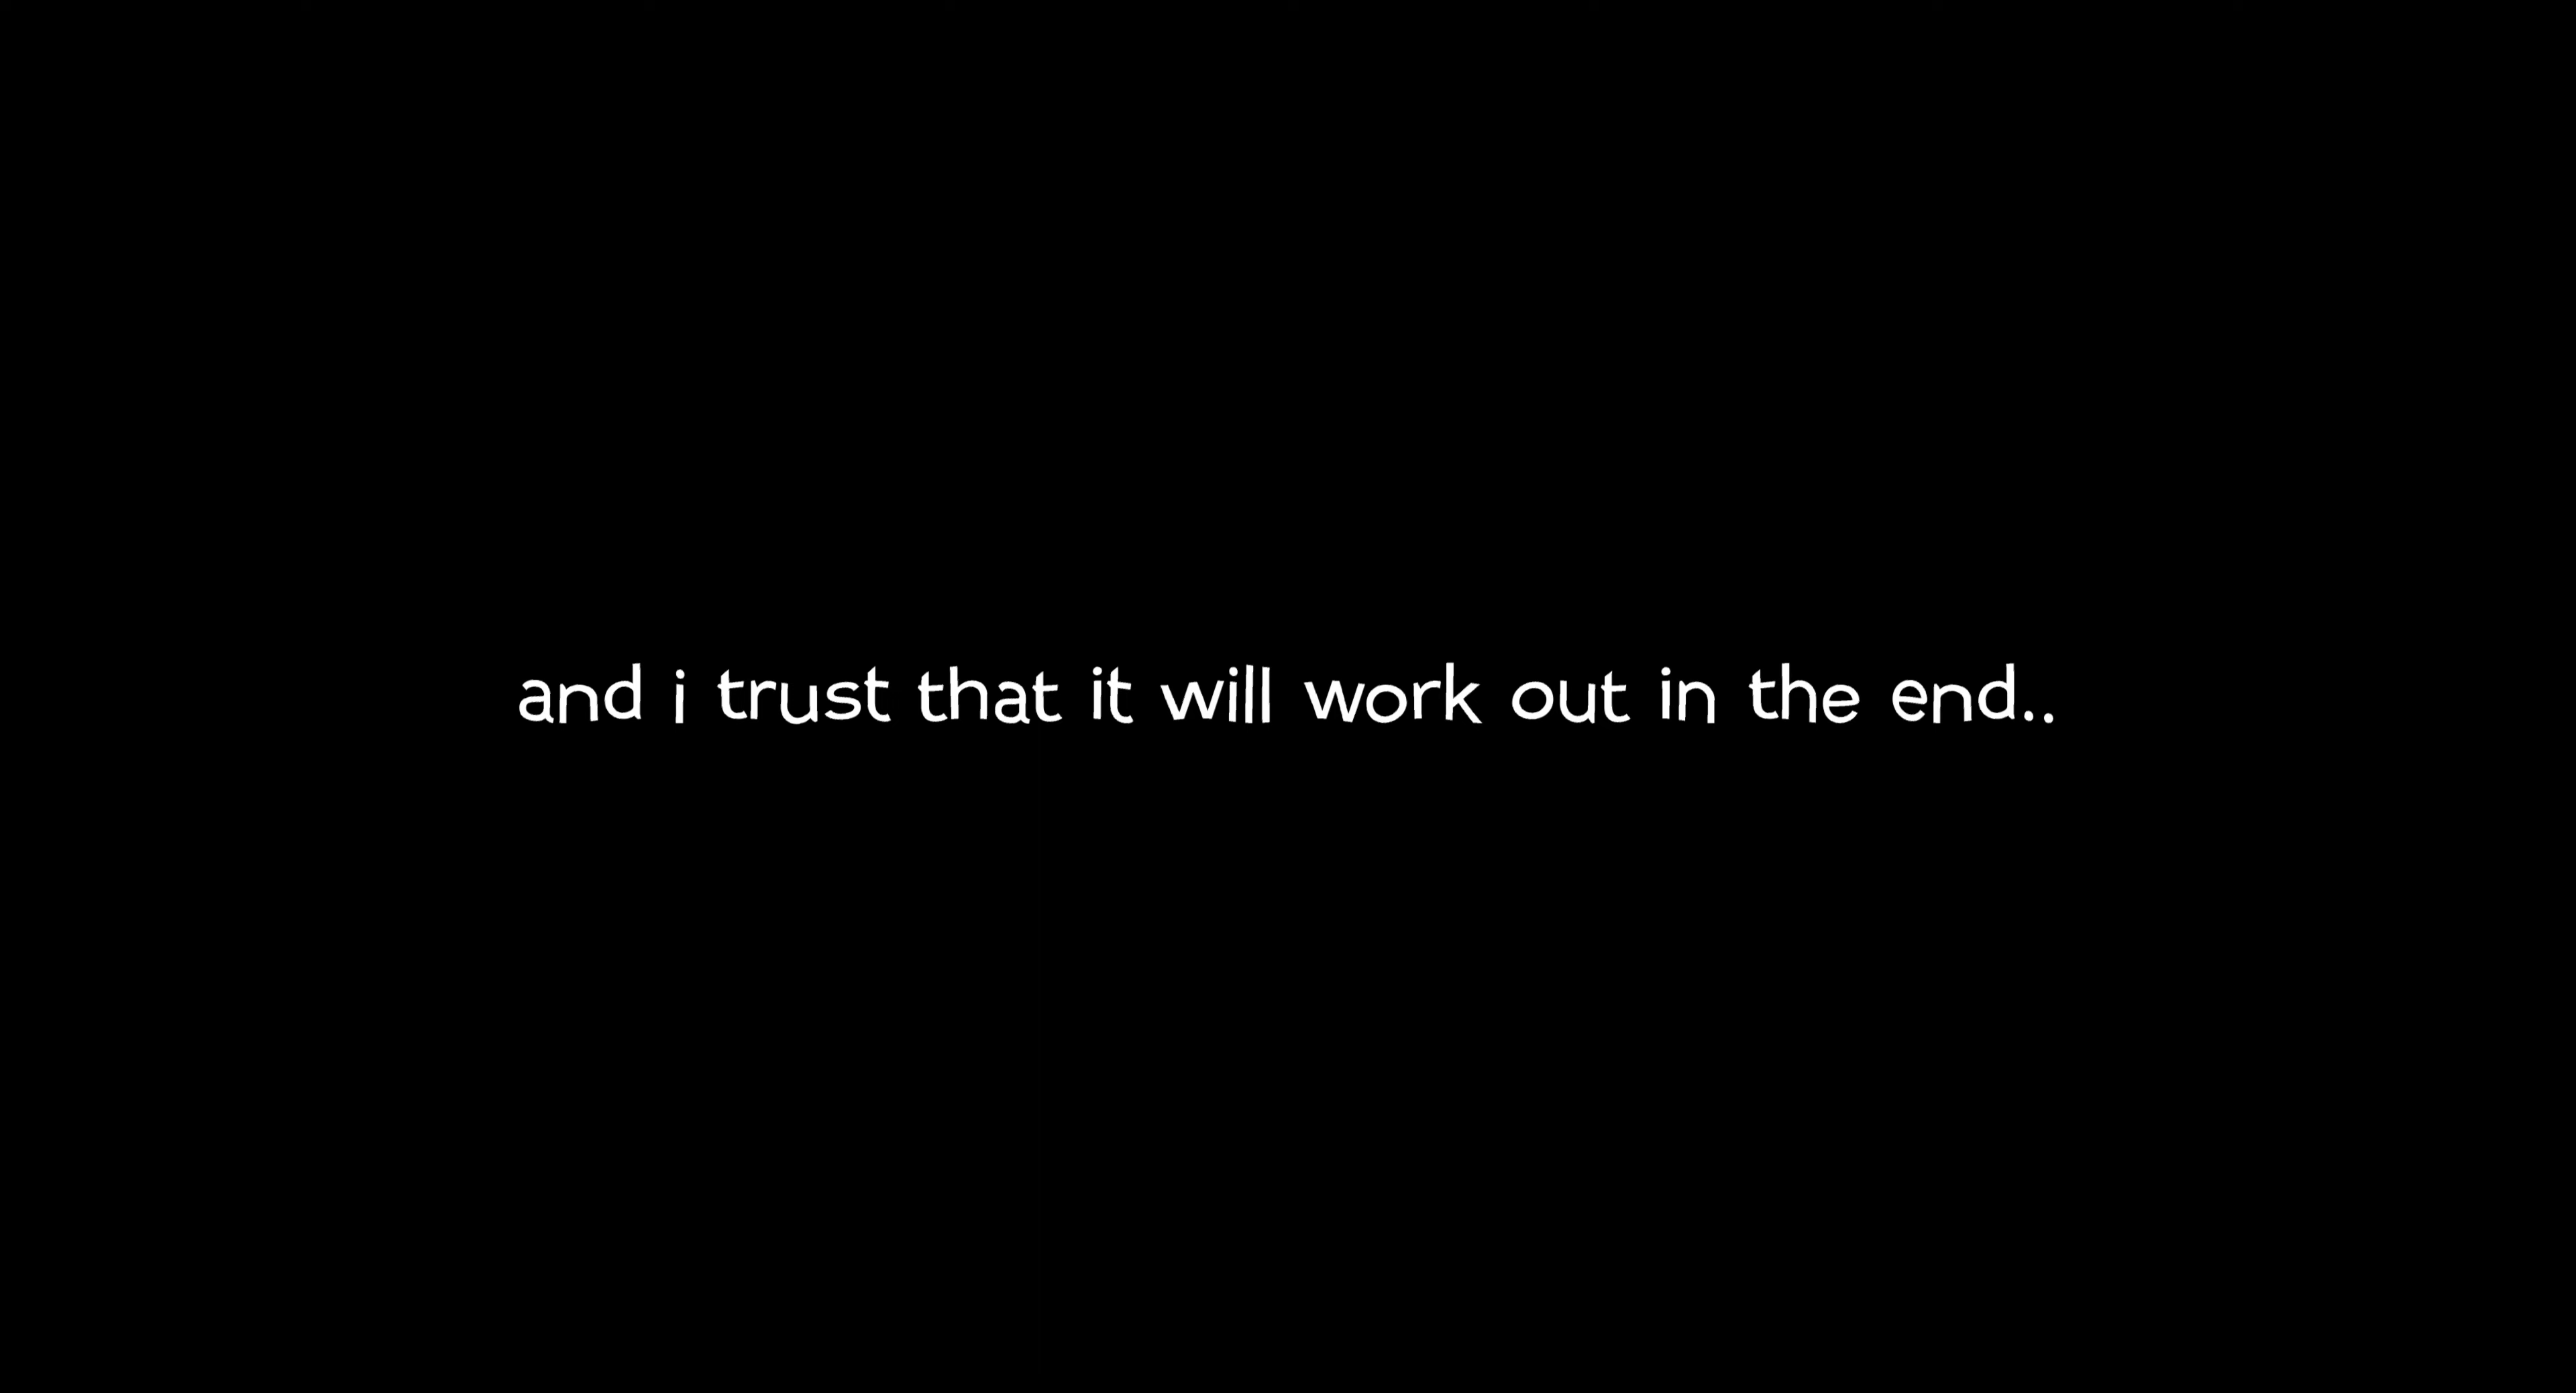 and i trust that it will work out in the end..